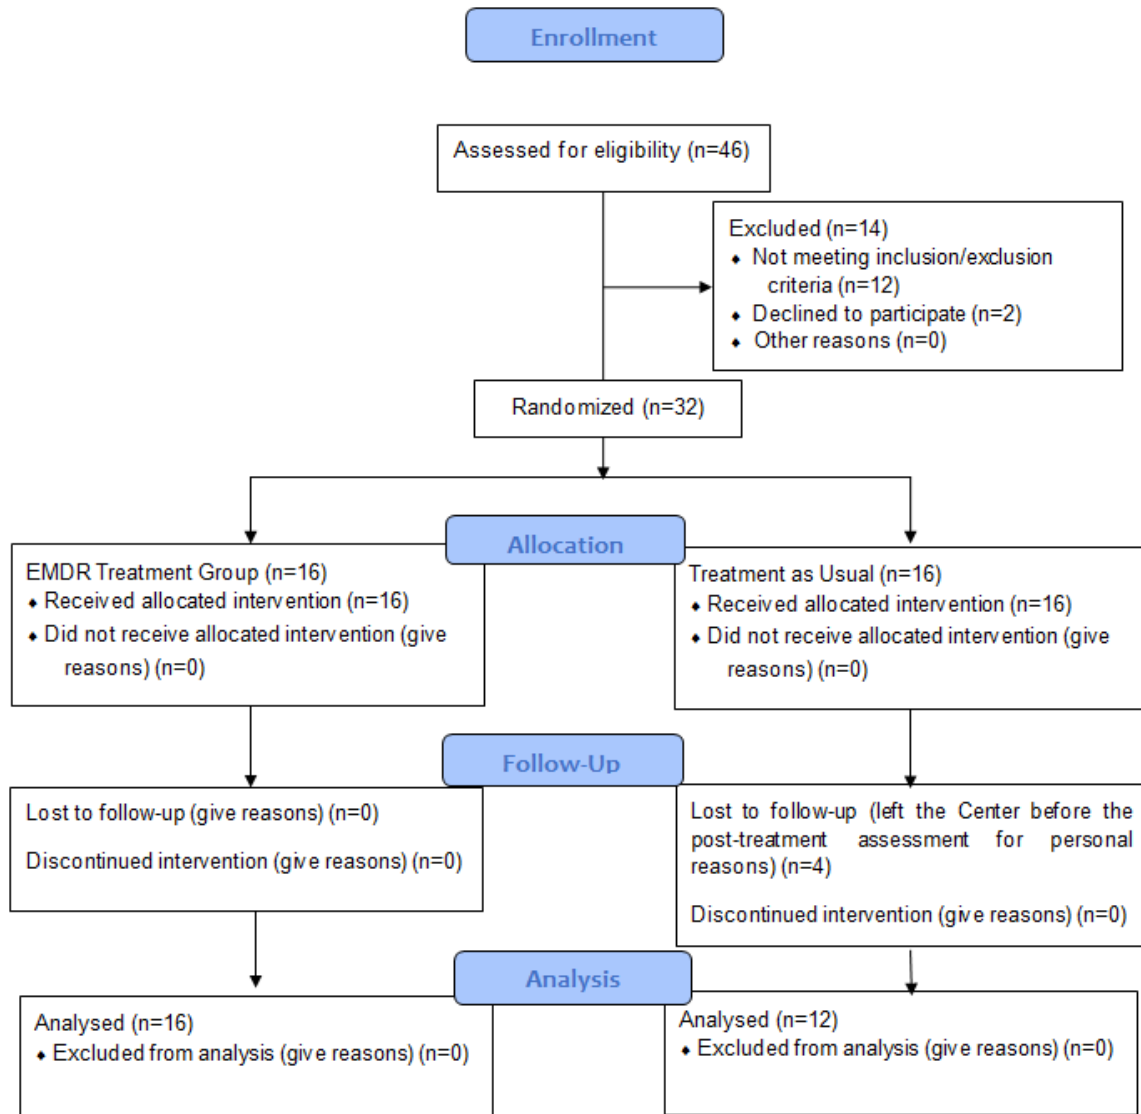 Enrollment
Assessed for eligibility (n=46)
Excluded (n=14)
♦ Not meeting inclusion/exclusion
criteria (n=12)
♦ Declined to participate (n=2)
♦ Other reasons (n=0)
Randomized (n=32)
Allocation
EMDR Treatment Group (n=16)
♦ Received allocated intervention (n=16)
♦ Did not receive allocated intervention (give
reasons) (n=0)
Treatment as Usual (n=16)
♦ Received allocated intervention (n=16)
♦ Did not receive allocated intervention (give
reasons) (n=0)
Follow-Up
Lost to follow-up (give reasons) (n=0)
Discontinued intervention (give reasons) (n=0)
Lost to follow-up (left the Center before the
post-treatment assessment for personal
reasons) (n=4)
Discontinued intervention (give reasons) (n=0)
Analysis
Analysed (n=16)
♦ Excluded from analysis (give reasons) (n=0)
Analysed (n=12)
♦ Excluded from analysis (give reasons) (n=0)